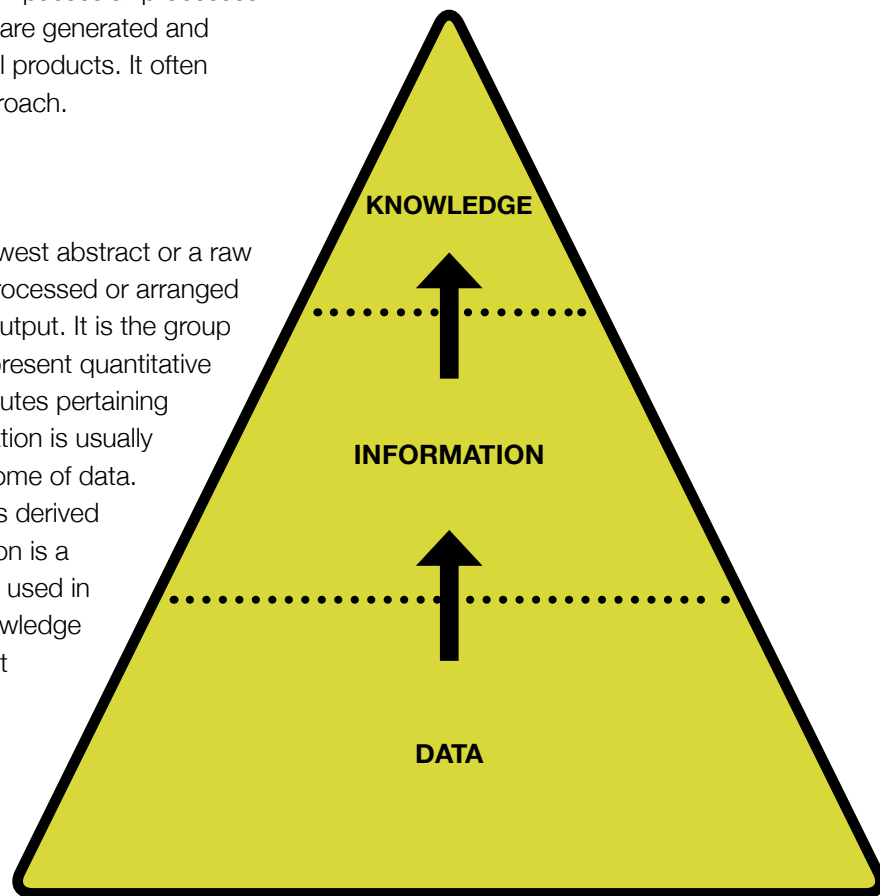 are generated and
l products. It often
roach.
west abstract or a raw
rocessed or arranged
utput. It is the group
present quantitative
utes pertaining
tion is usually
ome of data.
s derived
on is a
used in
wledge
t
KNOWLEDGE
INFORMATION
DATA